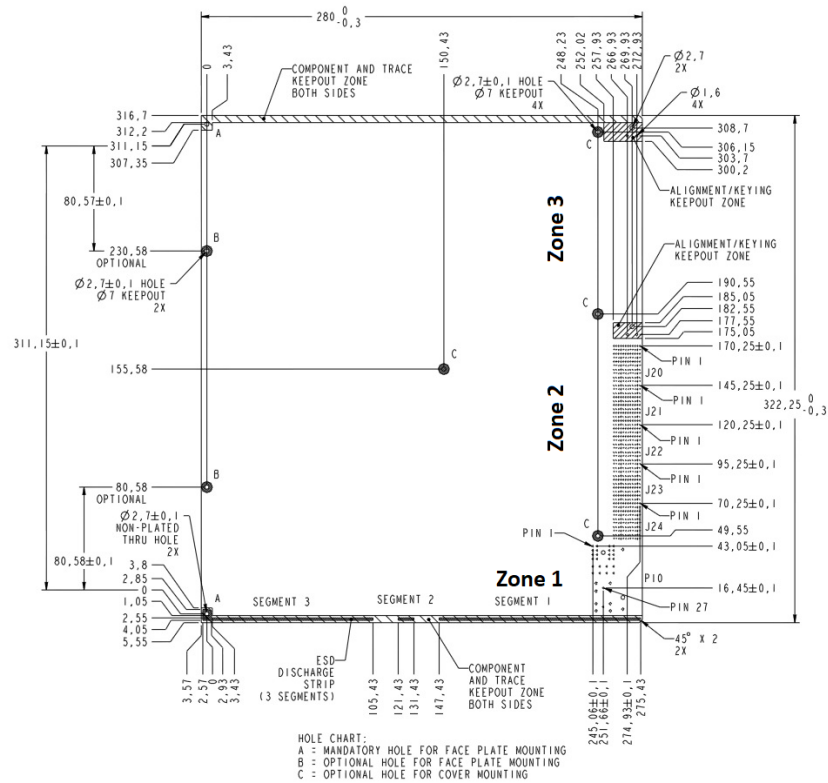 280 0 -0,3
0
3,43
150,43
248,23
252,02
257,93
266,93
269,93
272,93
Ø2,7
2X
COMPONENT AND TRACE
KEEPOUT ZONE
BOTH SIDES
Ø2,7±0,1 HOLE
Ø7 KEEPOUT
4X
Ø1,6
4X
316,7
312,2
311,15
307,35
A
C
308,7
306,15
303,7
300,2
ALIGNMENT/KEYING
KEEPOUT ZONE
80,57±0,1
Zone 3
B
230,58
OPTIONAL
Ø2,7±0,1 HOLE
Ø7 KEEPOUT
2X
ALIGNMENT/KEYING
KEEPOUT ZONE
190,55
185,05
182,55
177,55
175,05
C
311,15±0,1
170,25±0,1
PIN 1
J20
155,58
C
145,25±0,1
PIN 1
322,25 0 -0,3
Zone 2
J21
120,25±0,1
PIN 1
J22
95,25±0,1
PIN 1
J23
B
80,58
OPTIONAL
70,25±0,1
PIN 1
J24
Ø2,7±0,1
NON-PLATED
THRU HOLE
2X
PIN 1
C
49,55
43,05±0,1
80,58±0,1
Zone 1
P10
16,45±0,1
PIN 27
3,8
2,85
0
1,05
2,55
4,05
5,55
A
SEGMENT 3
SEGMENT 2
SEGMENT 1
45° X 2
2X
ESD
DISCHARGE
STRIP
(3 SEGMENTS)
COMPONENT
AND TRACE
KEEPOUT ZONE
BOTH SIDES
3,57
2,57
0
2,93
3,43
105,43
121,43
131,43
147,43
245,06±0,1
251,66±0,1
274,93±0,1
275,43
HOLE CHART:
A = MANDATORY HOLE FOR FACE PLATE MOUNTING
B = OPTIONAL HOLE FOR FACE PLATE MOUNTING
C = OPTIONAL HOLE FOR COVER MOUNTING